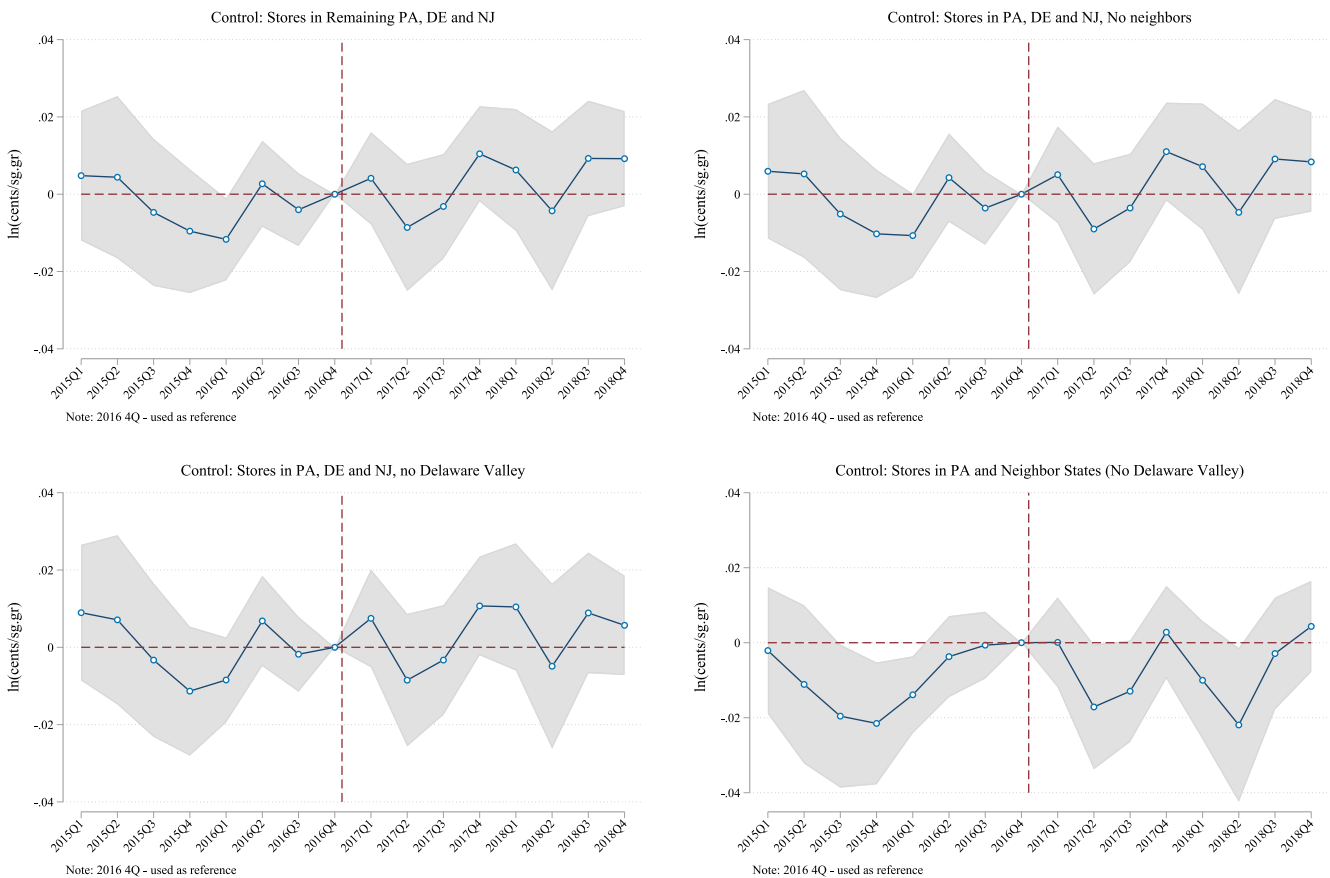 Control: Stores in Remaining PA, DE and NJ
.04
.02
0
-.02
-.04
ln(cents/sg.gr)
2015Q1
2015Q2
2015Q3
2015Q4
2016Q1
2016Q2
2016Q3
2016Q4
2017Q1
2017Q2
2017Q3
2017Q4
2018Q1
2018Q2
2018Q3
2018Q4
Note: 2016 4Q - used as reference
Control: Stores in PA, DE and NJ, No neighbors
.04
.02
0
-.02
-.04
ln(cents/sg.gr)
2015Q1
2015Q2
2015Q3
2015Q4
2016Q1
2016Q2
2016Q3
2016Q4
2017Q1
2017Q2
2017Q3
2017Q4
2018Q1
2018Q2
2018Q3
2018Q4
Note: 2016 4Q - used as reference
Control: Stores in PA, DE and NJ, no Delaware Valley
.04
.02
0
-.02
-.04
ln(cents/sg.gr)
2015Q1
2015Q2
2015Q3
2015Q4
2016Q1
2016Q2
2016Q3
2016Q4
2017Q1
2017Q2
2017Q3
2017Q4
2018Q1
2018Q2
2018Q3
2018Q4
Note: 2016 4Q - used as reference
Control: Stores in PA and Neighbor States (No Delaware Valley)
.04
.02
0
-.02
-.04
ln(cents/sg.gr)
2015Q1
2015Q2
2015Q3
2015Q4
2016Q1
2016Q2
2016Q3
2016Q4
2017Q1
2017Q2
2017Q3
2017Q4
2018Q1
2018Q2
2018Q3
2018Q4
Note: 2016 4Q - used as reference